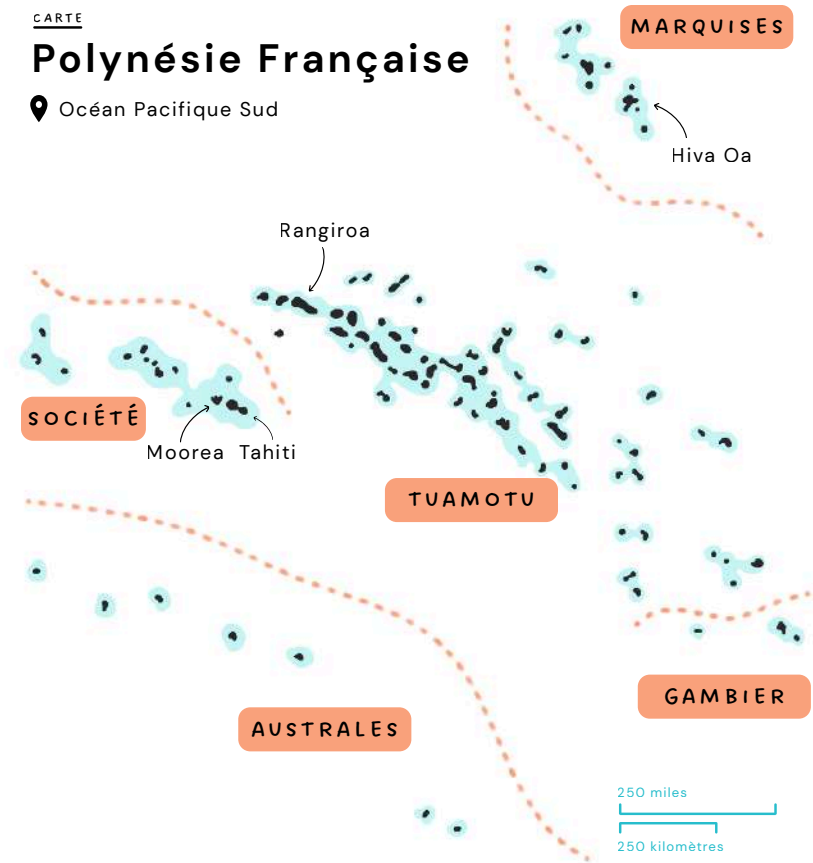 CARTE
Polynésie Française
Océan Pacifique Sud
MARQUISES
Hiva Oa
Rangiroa
SOCIÉTÉ
Moorea
Tahiti
TUAMOTU
GAMBIER
AUSTRALES
250 miles
250 kilomètres